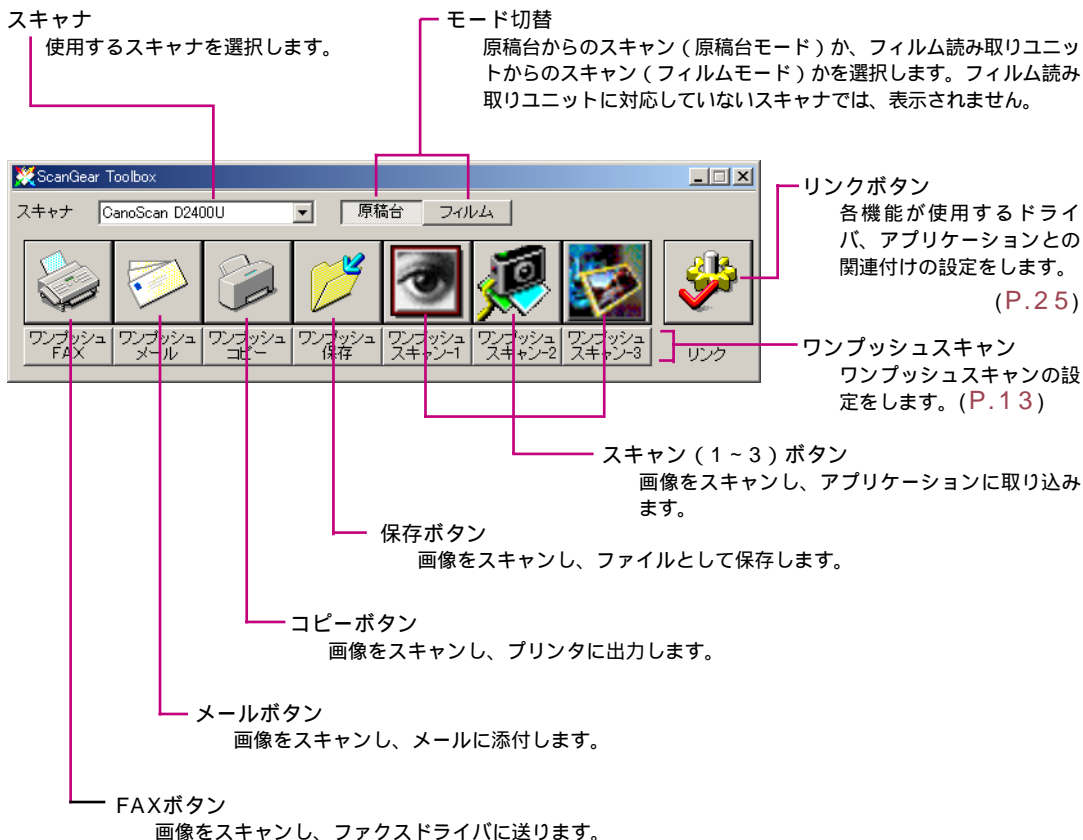 スキャナ
使用するスキャナを選択します。
モード切替
原稿台からのスキャン（原稿台モード）か、フィルム読み取りユニッ
トからのスキャン（フィルムモード）かを選択します。フィルム読み
取りユニットに対応していないスキャナでは、表示されません。
ScanGear Toolbox
スキャナ
CanoScan D2400U
原稿台
フィルム
ワンプッシュ
FAX
ワンプッシュ
メール
ワンプッシュ
コピー
ワンプッシュ
保存
ワンプッシュ
スキャン-1
ワンプッシュ
スキャン-2
ワンプッシュ
スキャン-3
リンク
リンクボタン
各機能が使用するドライ
バ、アプリケーションとの
関連付けの設定をします。
(P.25)
ワンプッシュスキャン
ワンプッシュスキャンの設
定をします。(P.13)
スキャン（1~3）ボタン
画像をスキャンし、アプリケーションに取り込み
ます。
保存ボタン
画像をスキャンし、ファイルとして保存します。
コピーボタン
画像をスキャンし、プリンタに出力します。
メールボタン
画像をスキャンし、メールに添付します。
FAXボタン
画像をスキャンし、ファクスドライバに送ります。